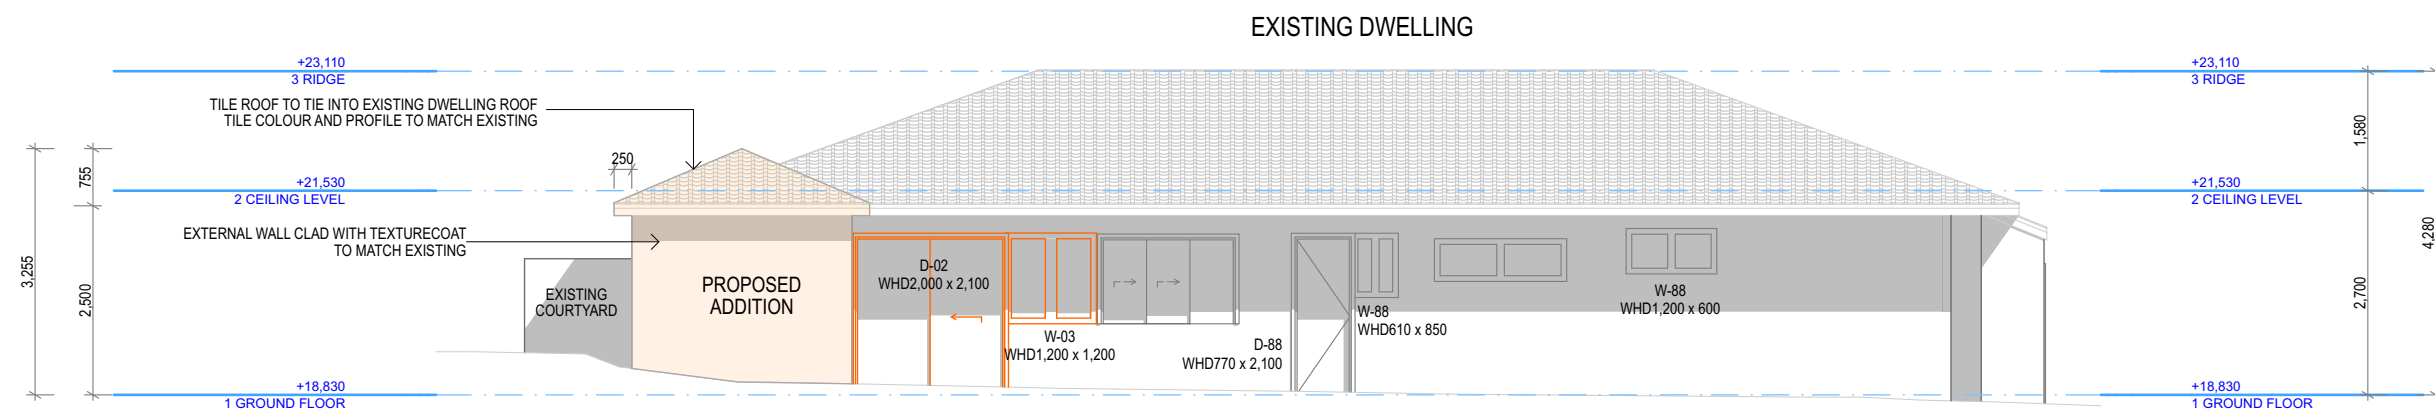 EXISTING DWELLING
+23,110
3 RIDGE
+23,110
3 RIDGE
TILE ROOF TO TIE INTO EXISTING DWELLING ROOF
TILE COLOUR AND PROFILE TO MATCH EXISTING
1,580
250
755
+21,530
2 CEILING LEVEL
+21,530
2 CEILING LEVEL
EXTERNAL WALL CLAD WITH TEXTURECOAT
TO MATCH EXISTING
4,280
3,255
2,500
2,700
EXISTING
COURTYARD
PROPOSED
ADDITION
D-02
WHD2,000 x 2,100
W-03
WHD1,200 x 1,200
D-88
WHD770 x 2,100
W-88
WHD610 x 850
W-88
WHD1,200 x 600
+18,830
1 GROUND FLOOR
+18,830
1 GROUND FLOOR